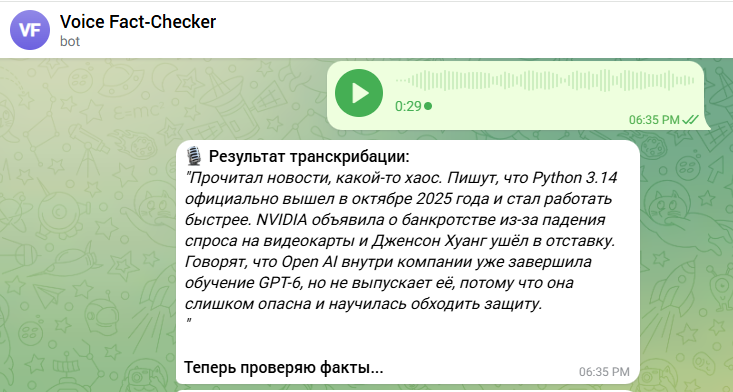 VF
Voice Fact-Checker
bot
0:29
06:35 PM
Результат транскрибации:
"Прочитал новости, какой-то хаос. Пишут, что Python 3.14
официально вышел в октябре 2025 года и стал работать
быстрее. NVIDIA объявила о банкротстве из-за падения
спроса на видеокарты и Дженсон Хуанг ушёл в отставку.
Говорят, что Open AI внутри компании уже завершила
обучение GPT-6, но не выпускает её, потому что она
слишком опасна и научилась обходить защиту.
"
Теперь проверяю факты...
06:35 PM